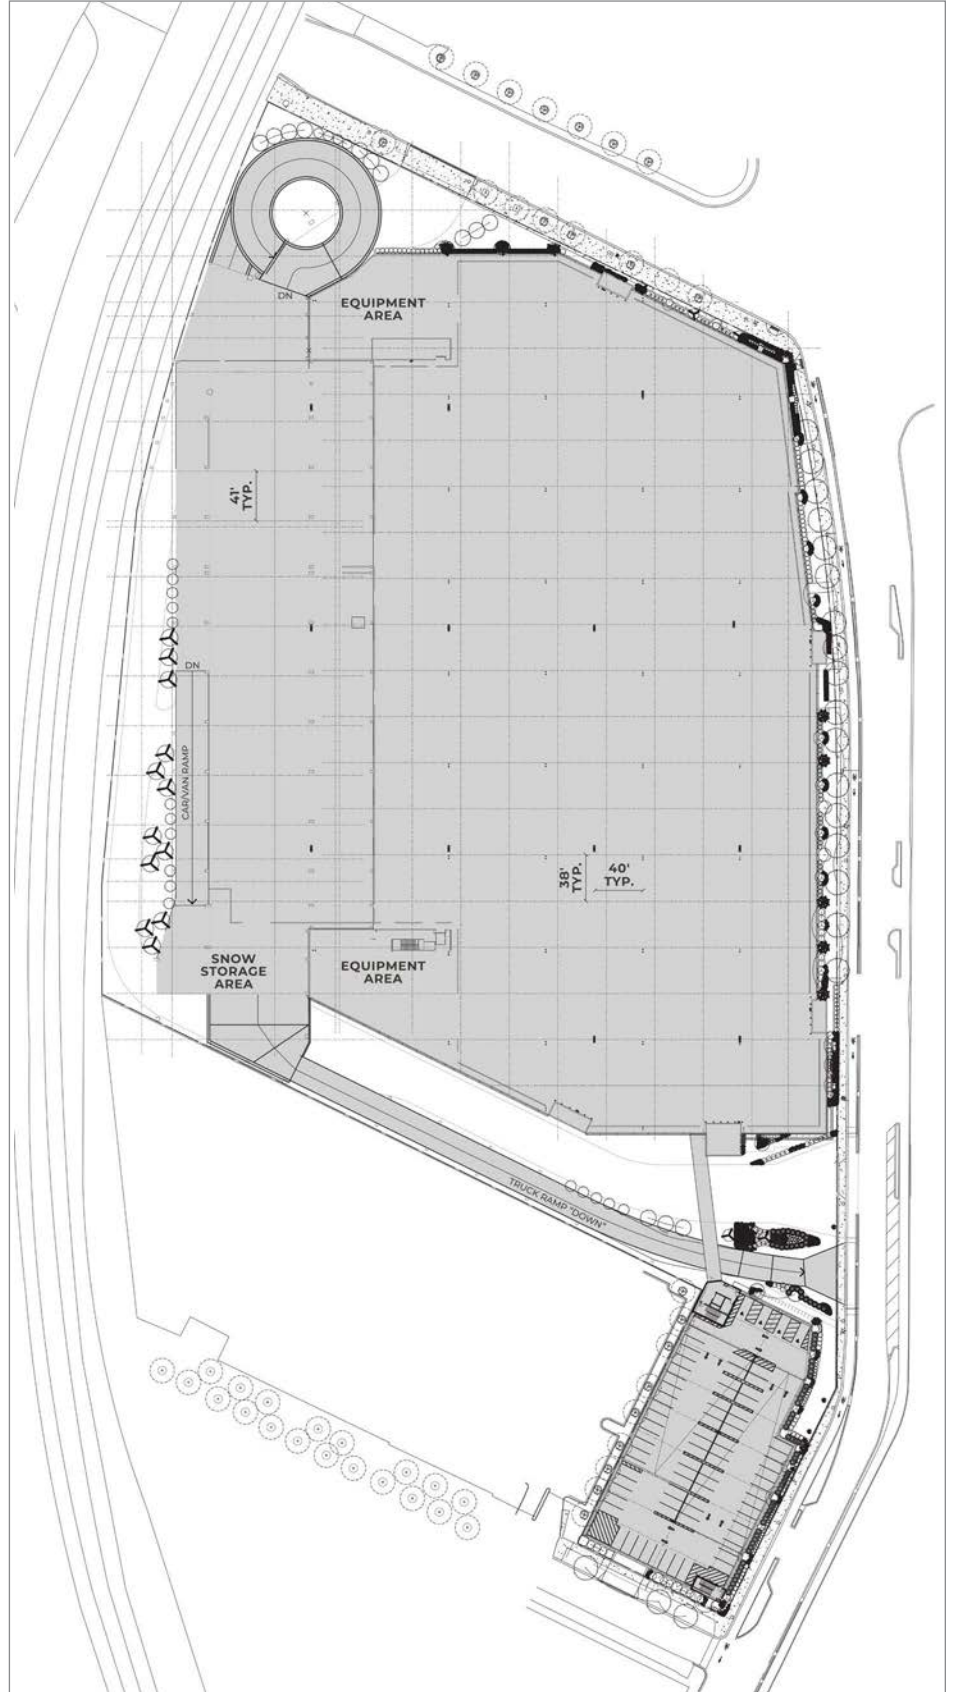 DN
EQUIPMENT
AREA
41'
TYP.
DN
CAR/VAN RAMP
38'
TYP.
40'
TYP.
SNOW
STORAGE
AREA
EQUIPMENT
AREA
TRUCK RAMP "DOWN"